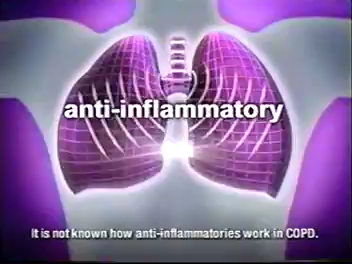 anti-inflammatory
It is not known how anti-inflammatories work in COPD.